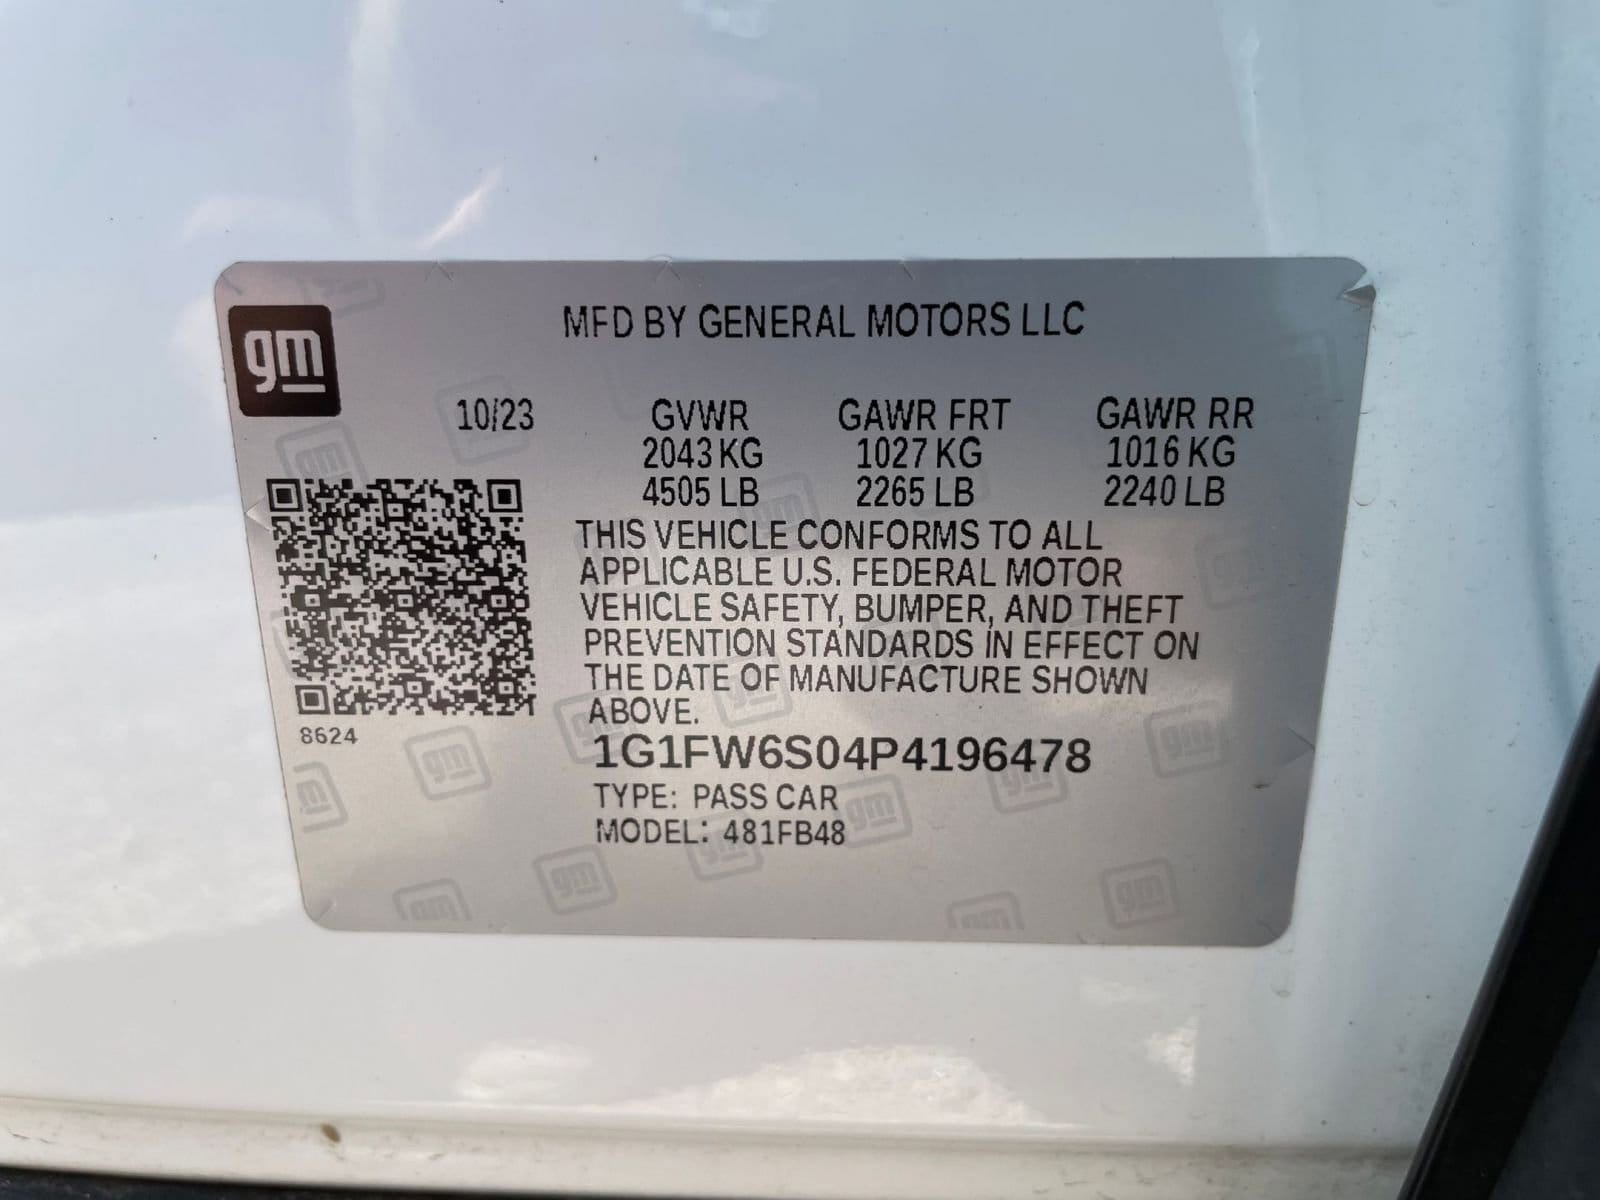 gm
MFD BY GENERAL MOTORS LLC
10/23 GVWR GAWR FRT GAWR RR
2043 KG 1027 KG 1016 KG
4505 LB 2265 LB 2240 LB
THIS VEHICLE CONFORMS TO ALL
APPLICABLE U.S. FEDERAL MOTOR
VEHICLE SAFETY, BUMPER, AND THEFT
PREVENTION STANDARDS IN EFFECT ON
THE DATE OF MANUFACTURE SHOWN
ABOVE.
8624
1G1FW6S04P4196478
TYPE: PASS CAR
MODEL: 481FB48